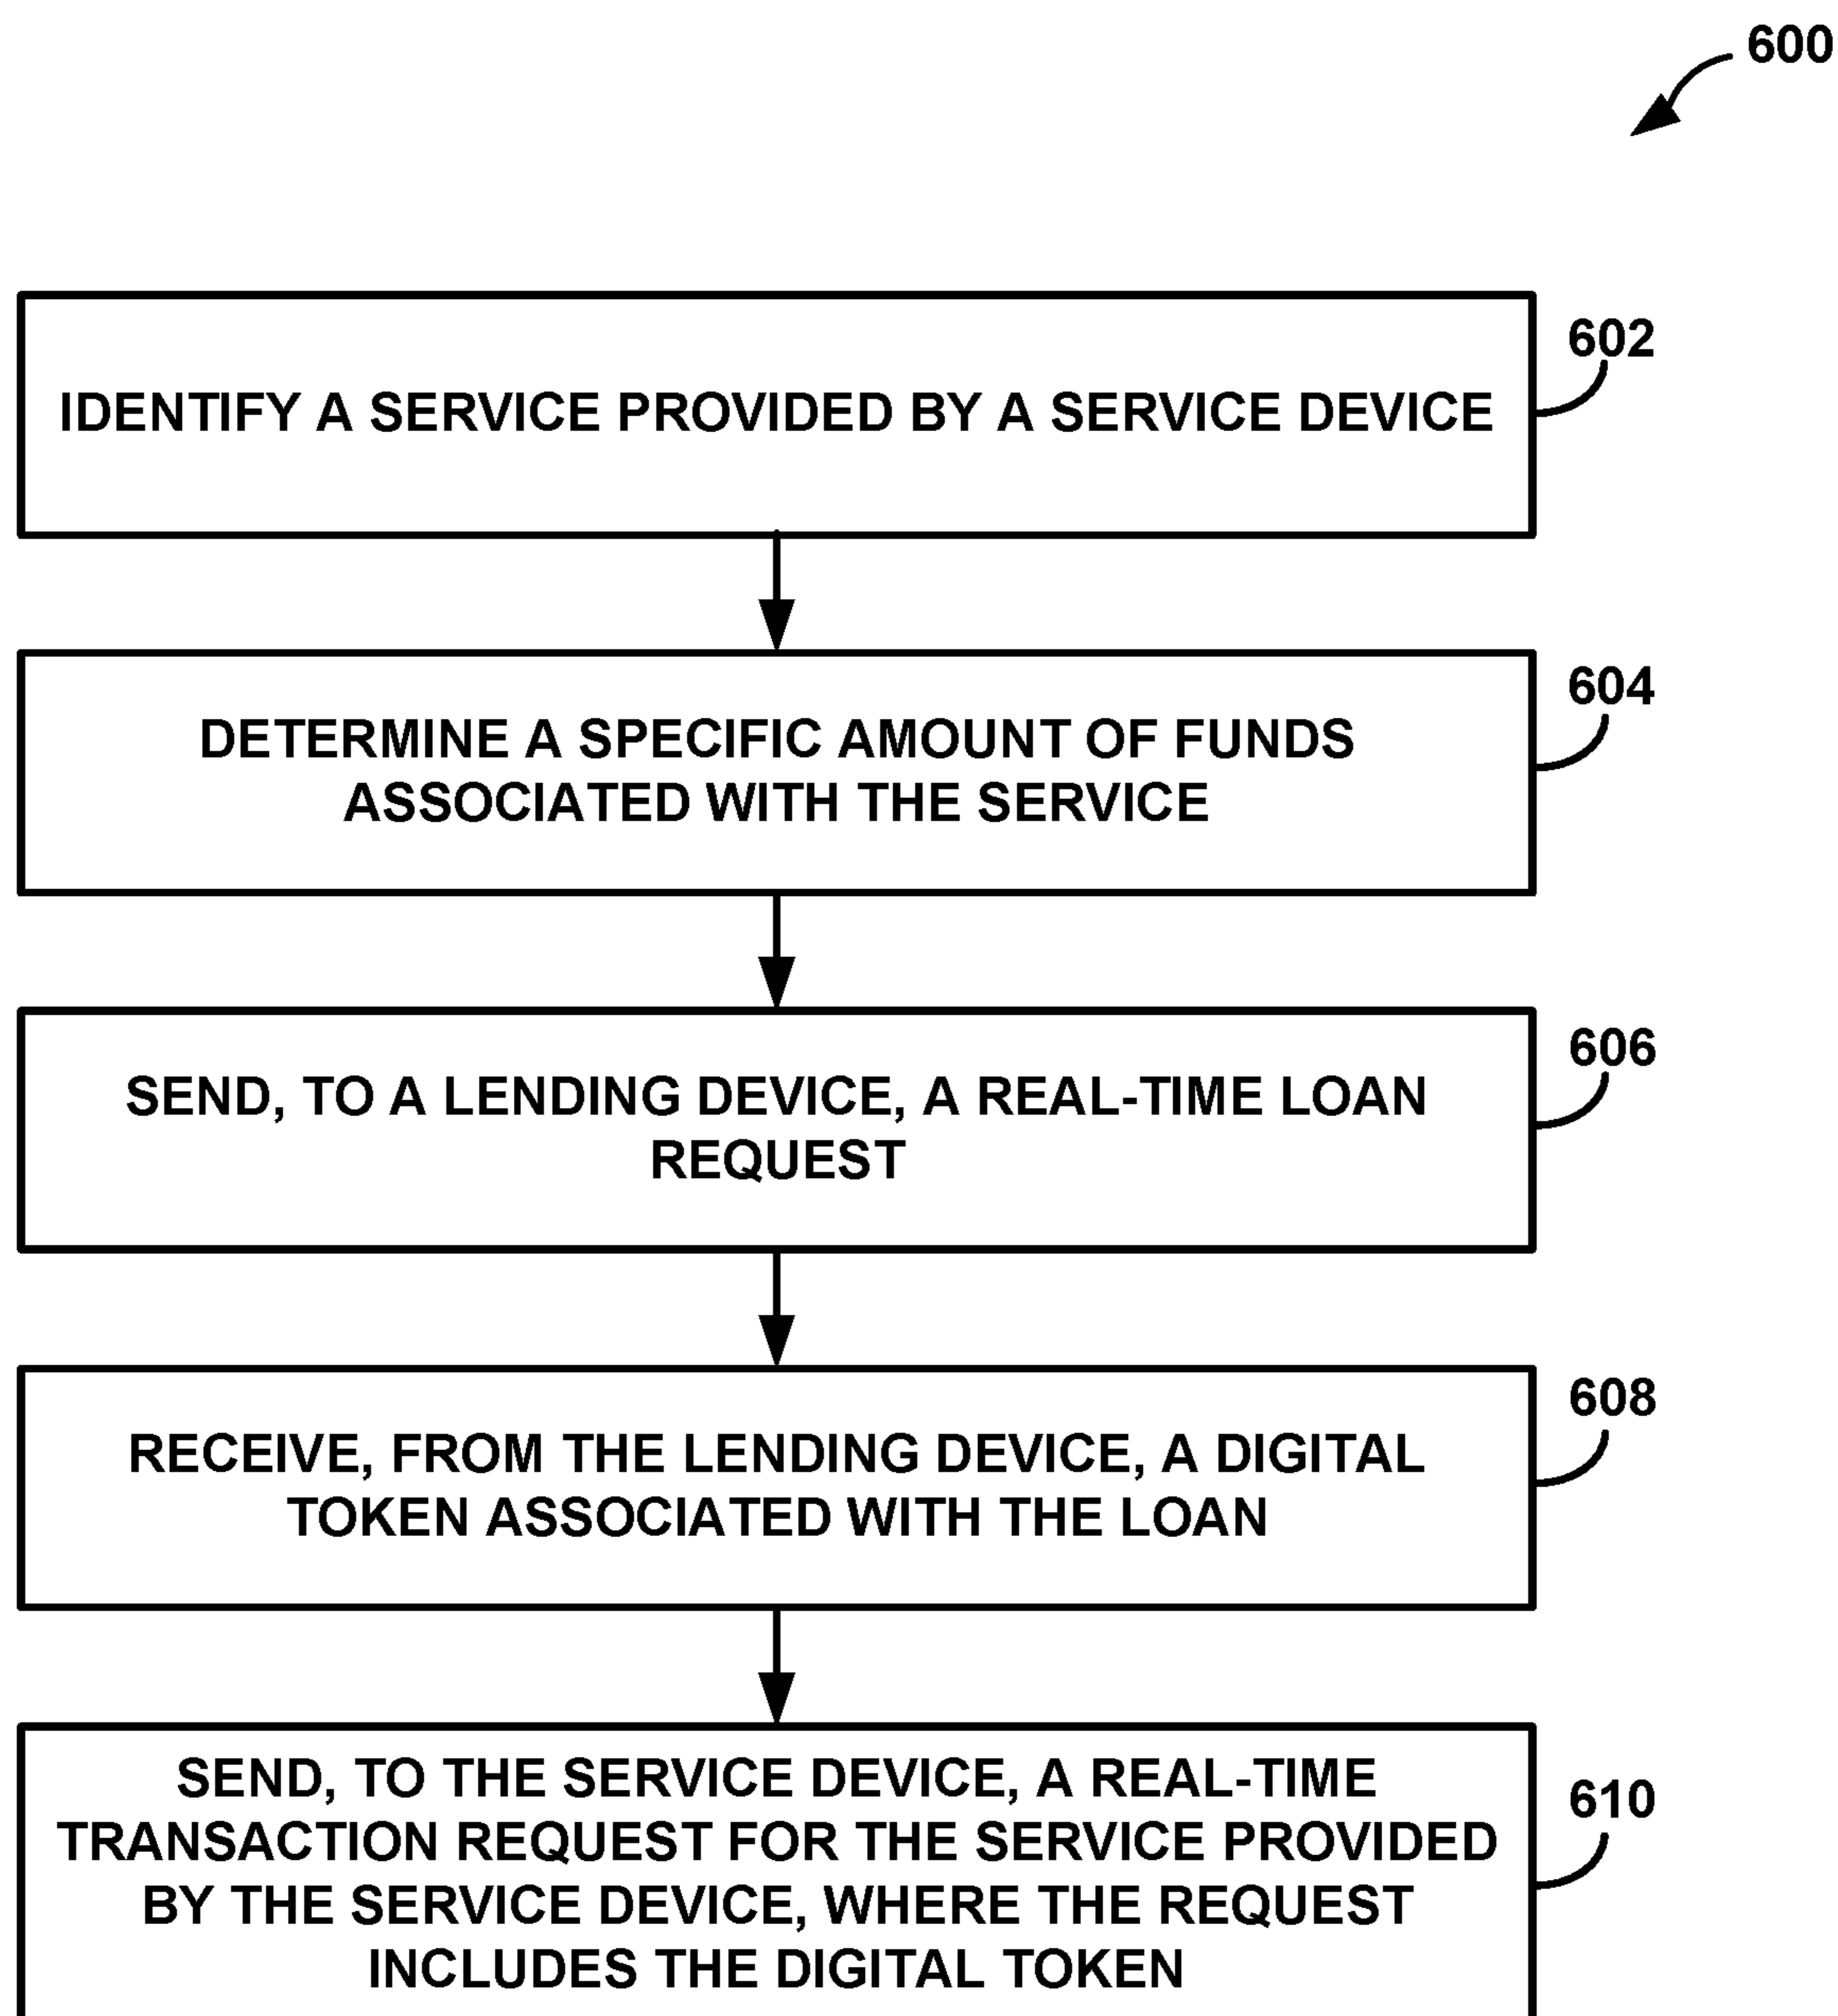 600
602
IDENTIFY A SERVICE PROVIDED BY A SERVICE DEVICE
604
DETERMINE A SPECIFIC AMOUNT OF FUNDS
ASSOCIATED WITH THE SERVICE
606
SEND, TO A LENDING DEVICE, A REAL-TIME LOAN
REQUEST
608
RECEIVE, FROM THE LENDING DEVICE, A DIGITAL
TOKEN ASSOCIATED WITH THE LOAN
610
SEND, TO THE SERVICE DEVICE, A REAL-TIME
TRANSACTION REQUEST FOR THE SERVICE PROVIDED
BY THE SERVICE DEVICE, WHERE THE REQUEST
INCLUDES THE DIGITAL TOKEN